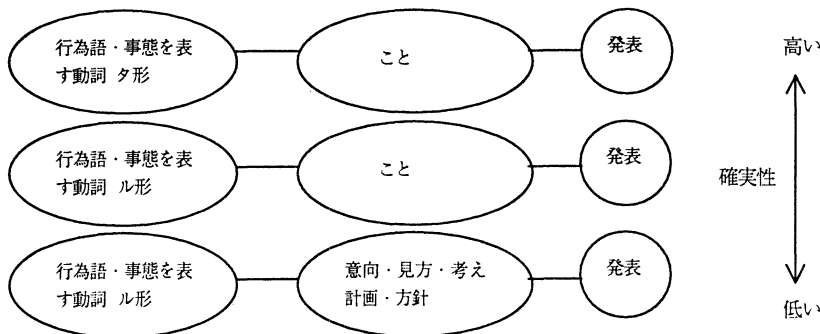 行為語・事態を表
す動詞 タ形
こと
発表
高い
行為語・事態を表
す動詞 ル形
こと
発表
確実性
行為語・事態を表
す動詞 ル形
意向・見方・考え
計画・方針
発表
低い